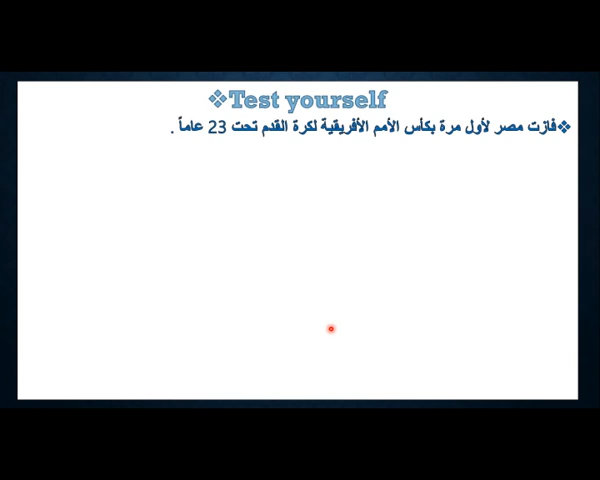 ❖Test yourself
❖فازت مصر لأول مرة بكأس الأمم الأفريقية لكرة القدم تحت 23 عاماً .